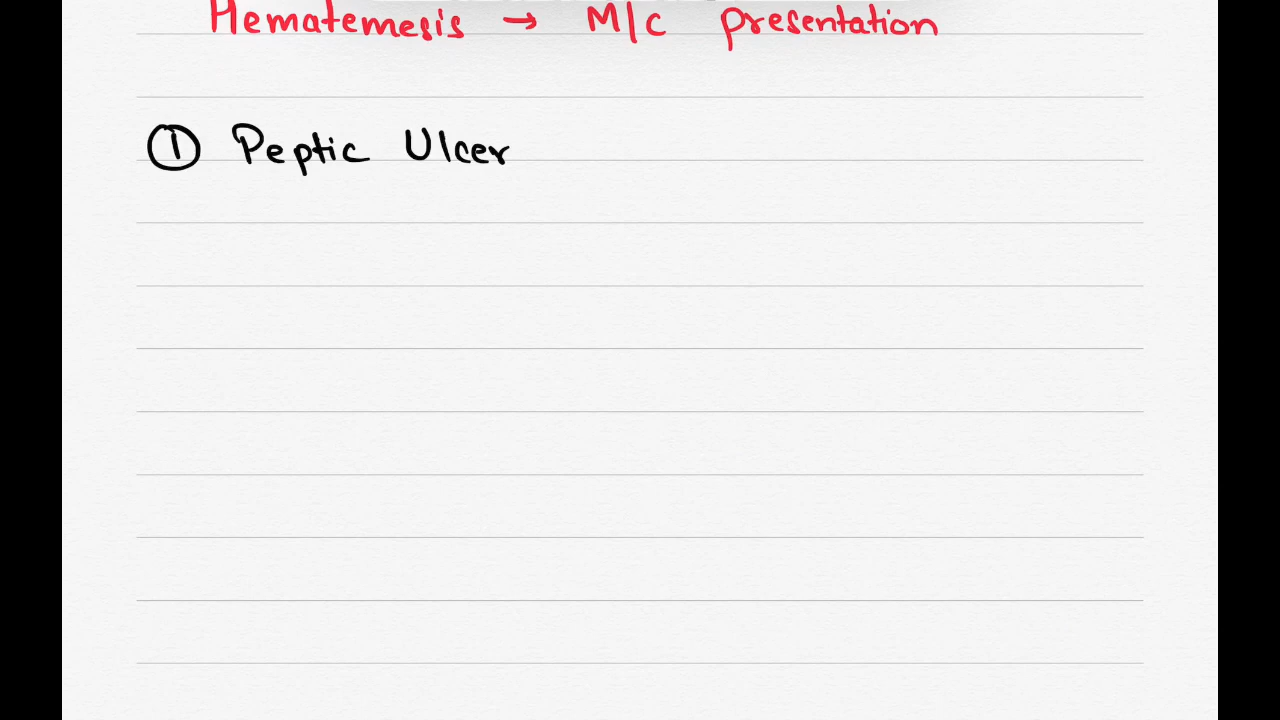 Hematemesis → M/c presentation
① Peptic Ulcer